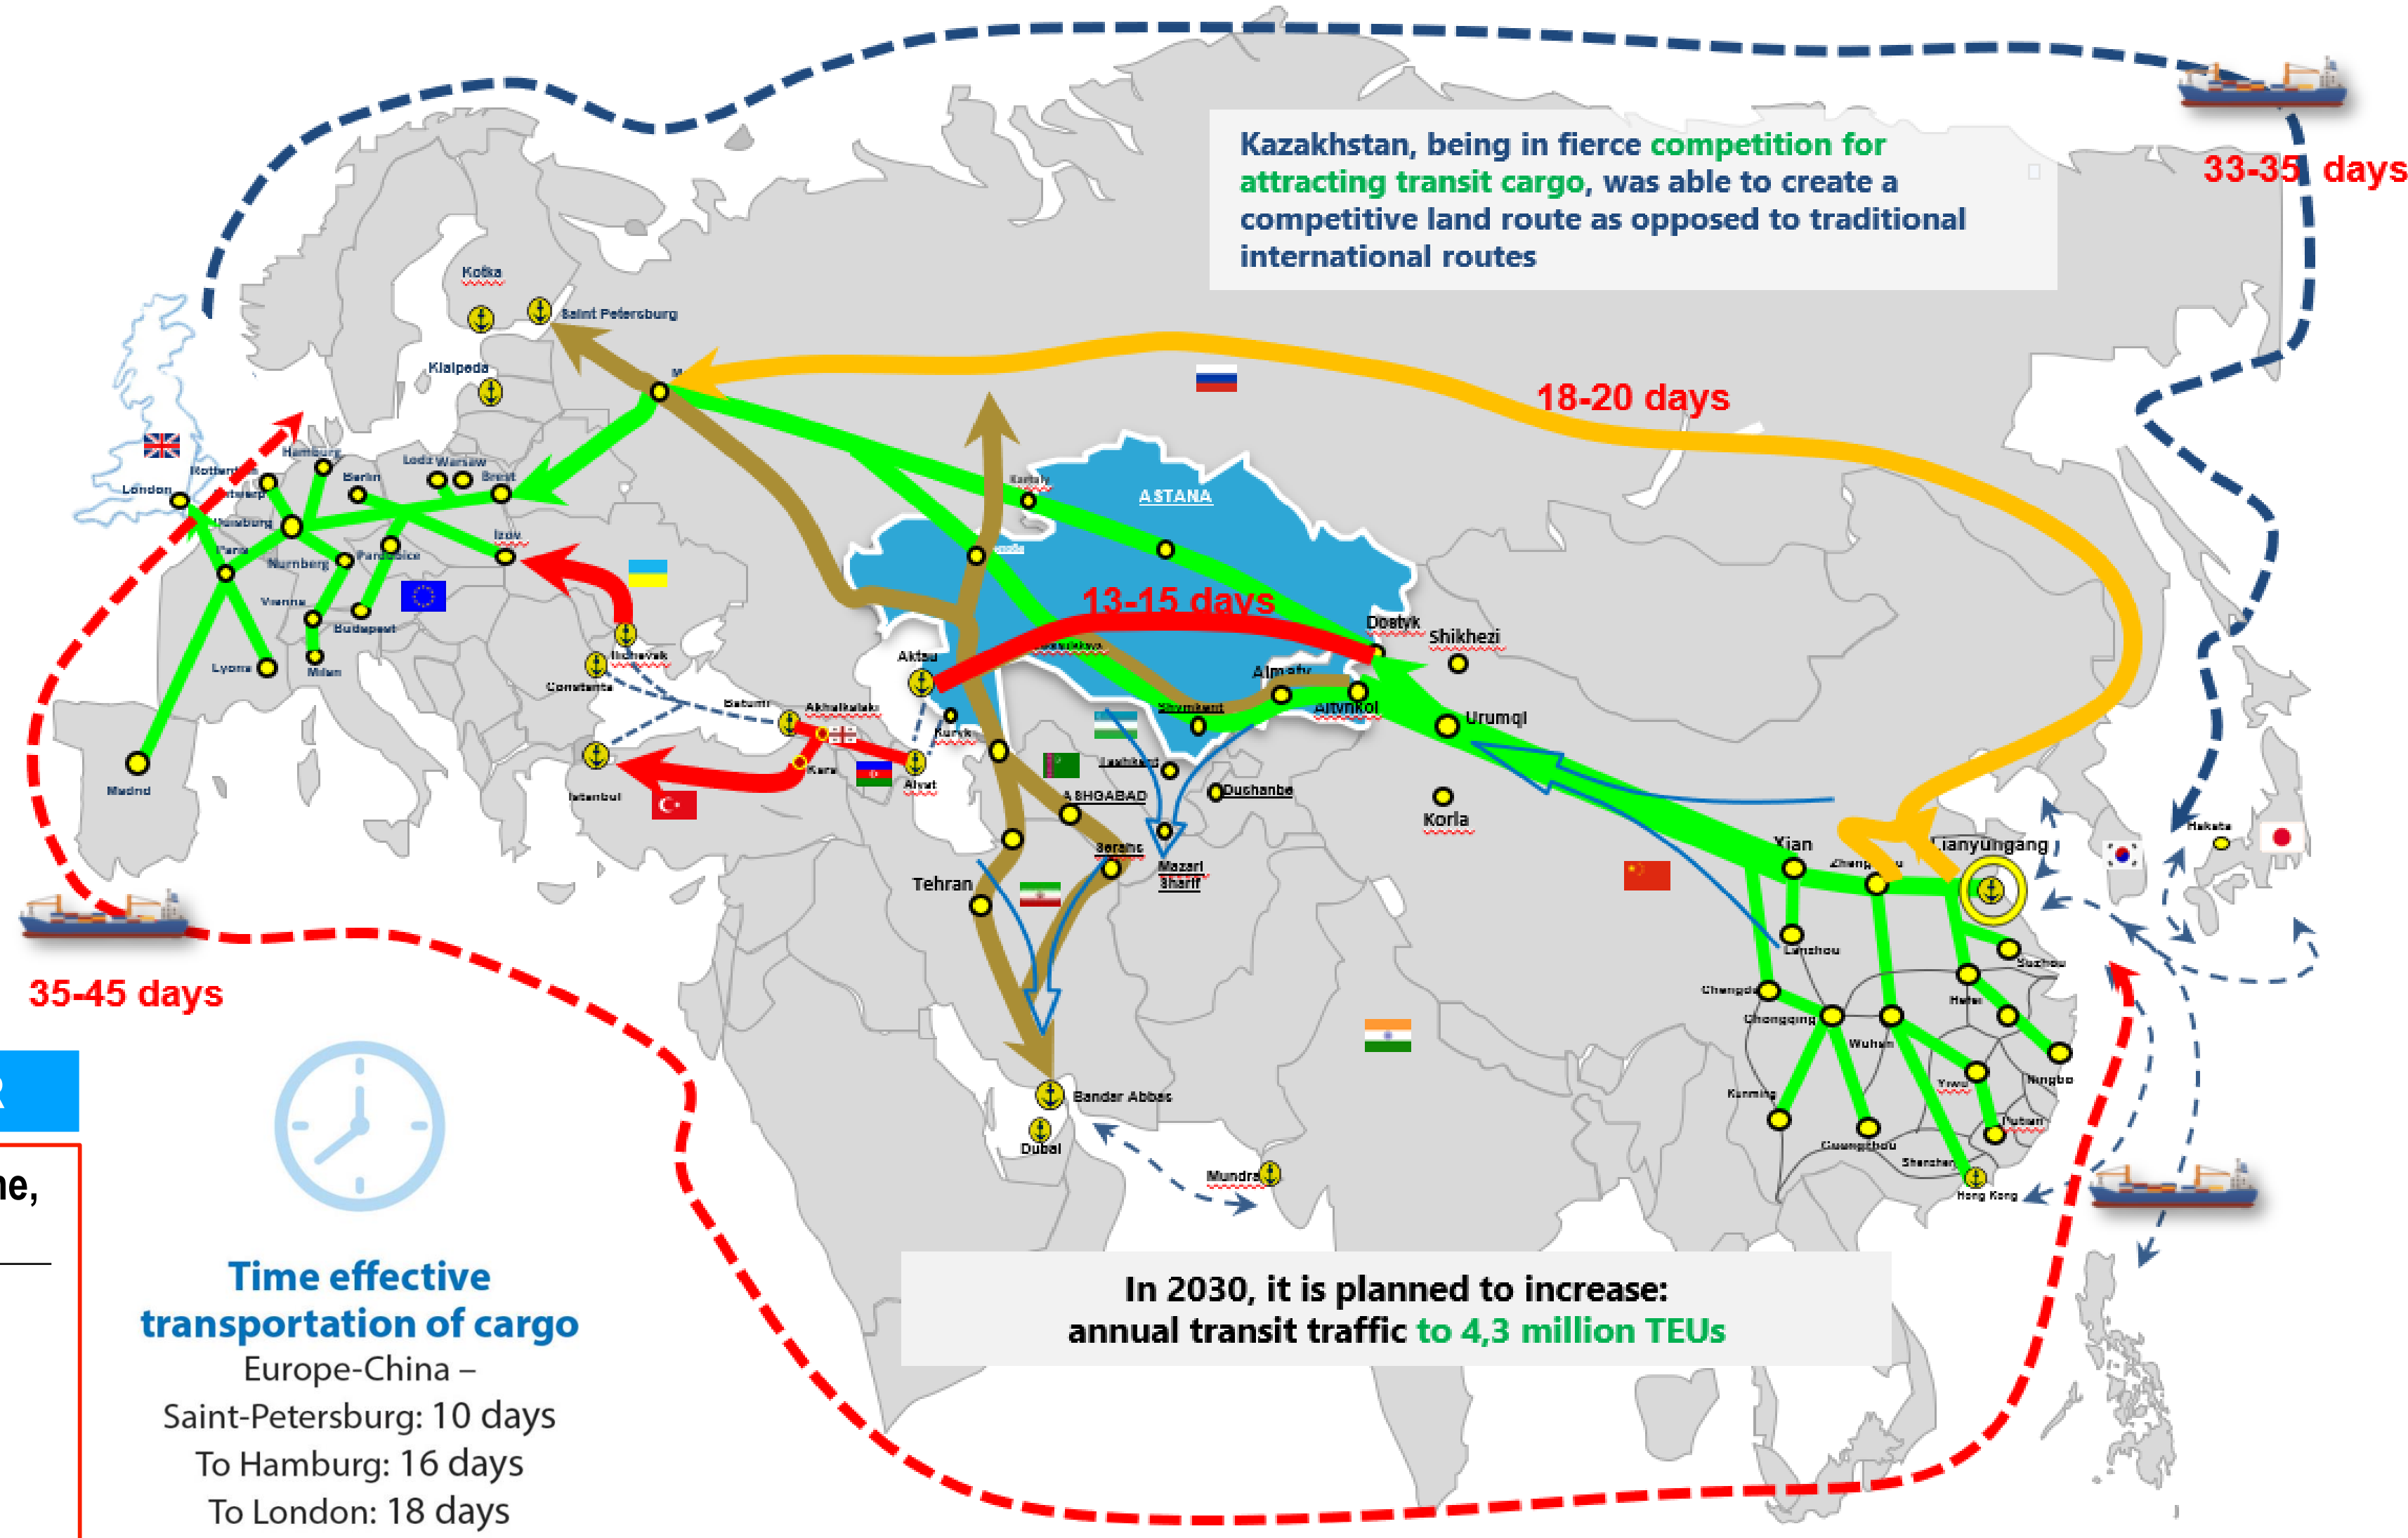 Kazakhstan, being in fierce competition for
attracting transit cargo, was able to create a
competitive land route as opposed to traditional
international routes
33-35 days
Kotka
Saint Petersburg
Klaipeda
M
18-20 days
Hamburg
Lodz Warsaw
Berlin
Brest
London
Kartaly
ASTANA
Paris
Nurnberg
Izov
Vienna
Budapest
13-15 days
Dostyk
Shikhezi
Lyons
Milan
Ilichevsk
Constanta
Aktau
Almaty
Altynkol
Batumi
Akhalkalaki
Shymkent
Urumqi
Kuryk
Kars
Alyat
Madrid
Istanbul
Tashkent
ASHGABAD
Dushanbe
Korla
Serahs
Mazari
Sharif
Tehran
Xian
Lianyungang
Hakata
Lanzhou
Suzhou
35-45 days
Hefei
Chongqing
Wuhan
Yiwu
Ningbo
Kunming
Putian
Guangzhou
Hong Kong
Bandar Abbas
Dubai
Mundra
R
ne,
Time effective
transportation of cargo
Europe-China –
Saint-Petersburg: 10 days
To Hamburg: 16 days
To London: 18 days
In 2030, it is planned to increase:
annual transit traffic to 4,3 million TEUs